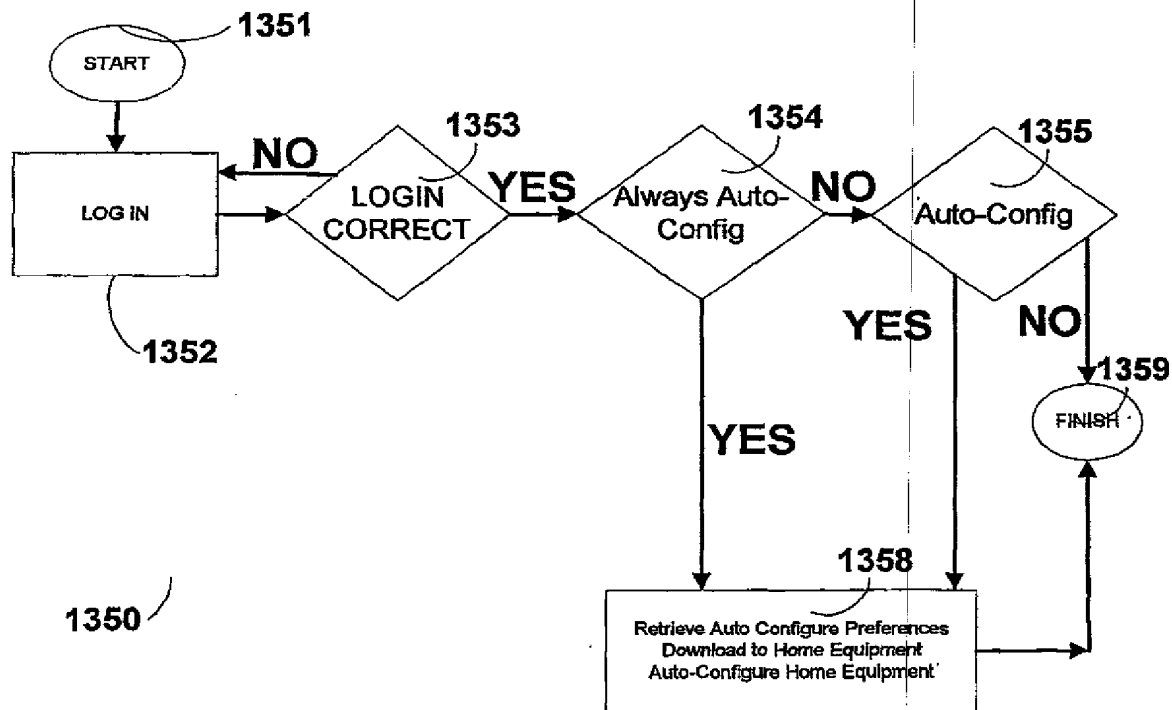 1351
START
1353
1354
1355
NO
LOG IN
LOGIN
CORRECT
YES
Always Auto-
Config
NO
Auto-Config
1352
YES
NO
1359
FINISH
YES
1358
1350
Retrieve Auto Configure Preferences
Download to Home Equipment
Auto-Configure Home Equipment